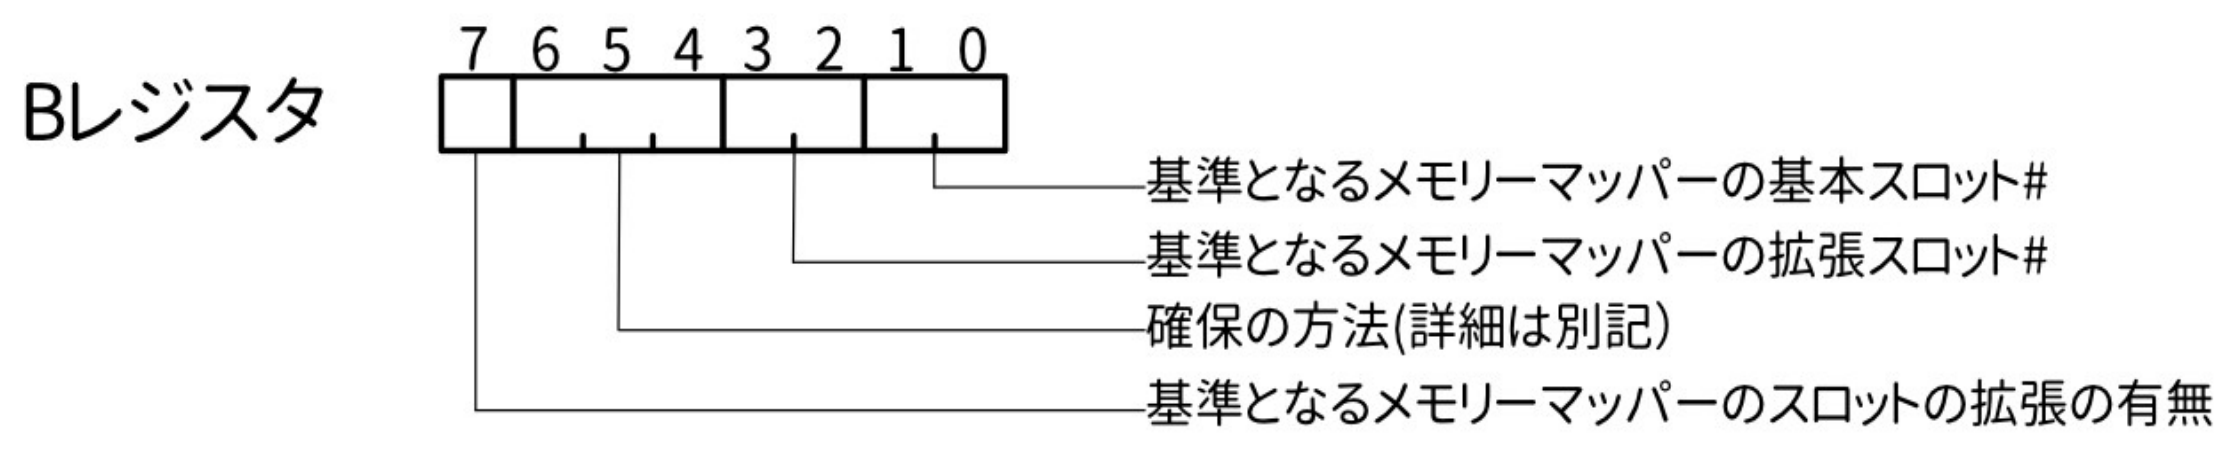 7 6 5 4 3 2 1 0
Bレジスタ
基準となるメモリーマッパーの基本スロット#
基準となるメモリーマッパーの拡張スロット#
確保の方法(詳細は別記)
基準となるメモリーマッパーのスロットの拡張の有無